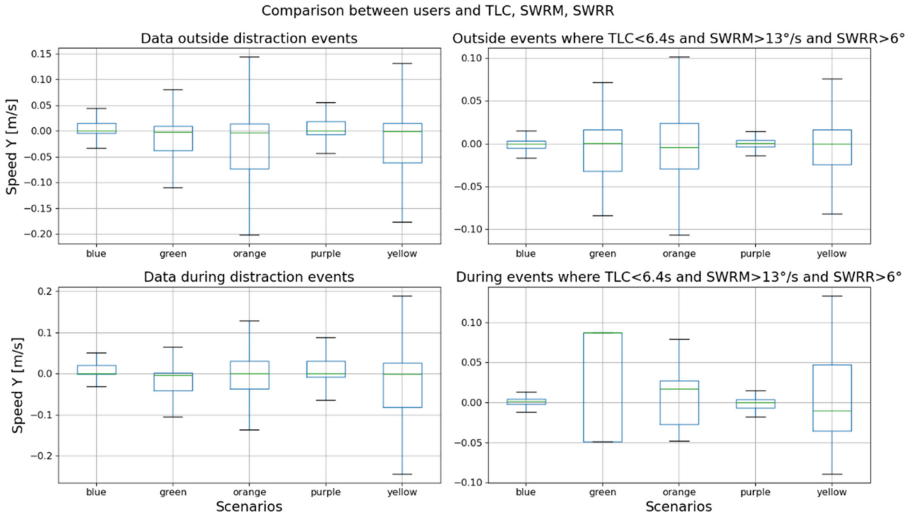 Comparison between users and TLC, SWRM, SWRR
Data outside distraction events
Outside events where TLC<6.4s and SWRM>13°/s and SWRR>6°
Speed Y [m/s]
0.15
0.10
0.05
0.00
−0.05
−0.10
−0.15
−0.20
blue green orange purple yellow
0.10
0.05
0.00
−0.05
−0.10
blue green orange purple yellow
Data during distraction events
During events where TLC<6.4s and SWRM>13°/s and SWRR>6°
Speed Y [m/s]
0.2
0.1
0.0
−0.1
−0.2
blue green orange purple yellow
Scenarios
0.10
0.05
0.00
−0.05
−0.10
blue green orange purple yellow
Scenarios